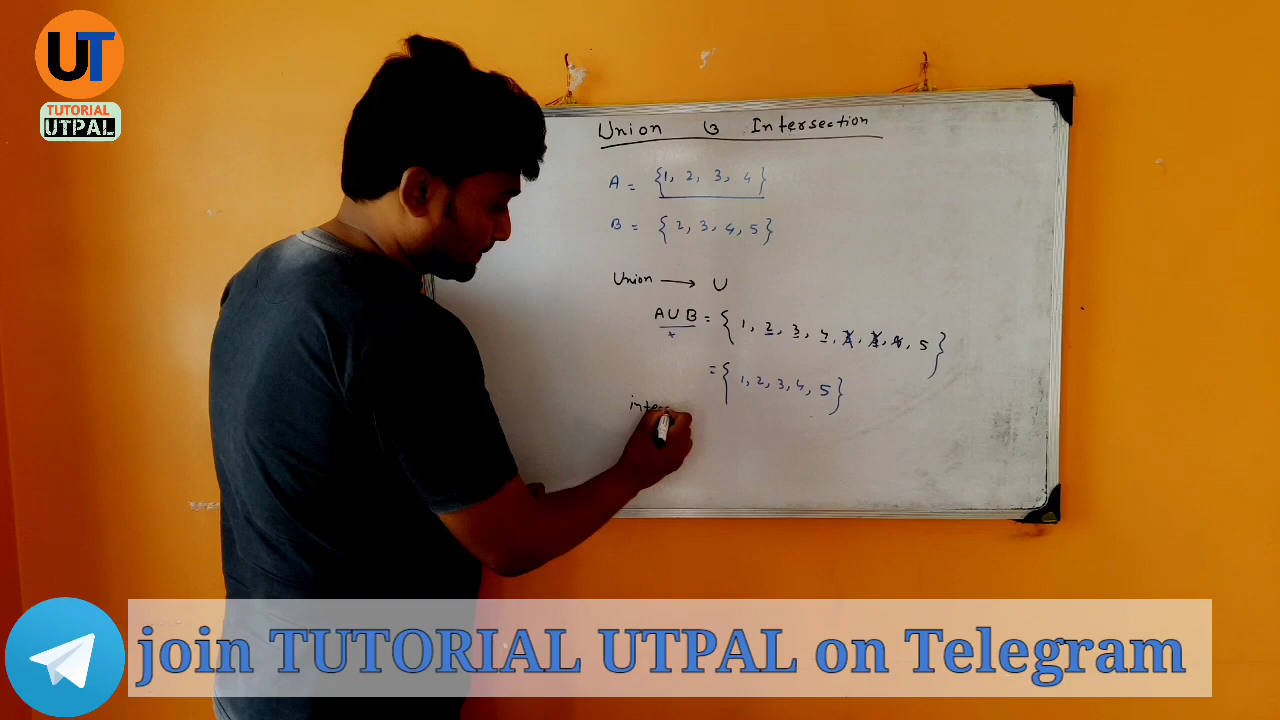 UT
TUTORIAL
UTPAL
Union & Intersection
A = {1, 2, 3, 4}
B = { 2, 3, 4, 5}
Union → U
A U B = { 1, 2, 3, 4, 2, 3, 4, 5 }
= { 1, 2, 3, 4, 5 }
inte
join TUTORIAL UTPAL on Telegram